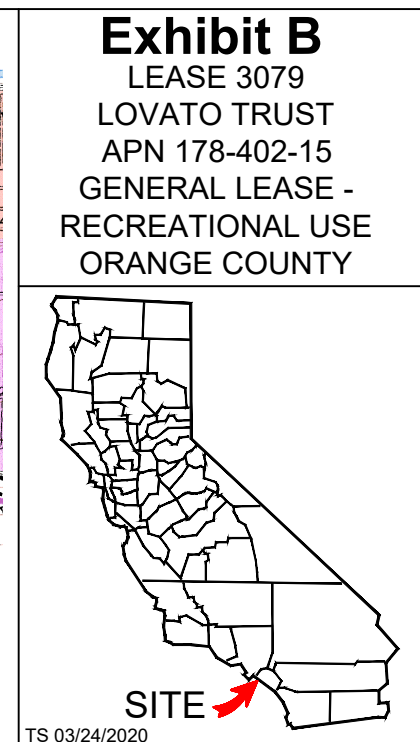 Exhibit B
LEASE 3079
LOVATO TRUST
APN 178-402-15
GENERAL LEASE -
RECREATIONAL USE
ORANGE COUNTY
SITE
TS 03/24/2020